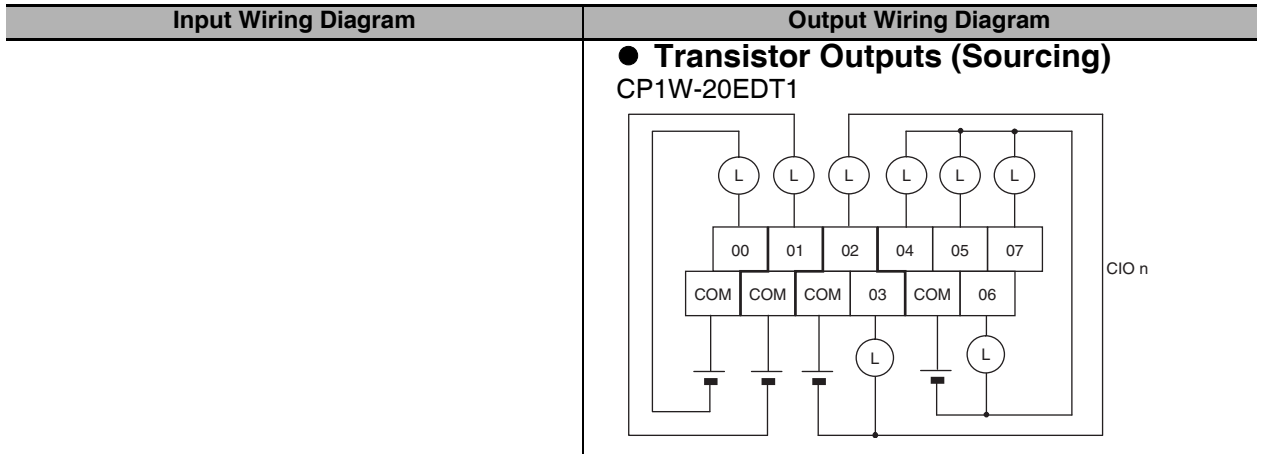 Input Wiring Diagram Output Wiring Diagram
● Transistor Outputs (Sourcing)
CP1W-20EDT1
L L L L L L
00 01 02 04 05 07
CIO n
COM COM COM 03 COM 06
L L